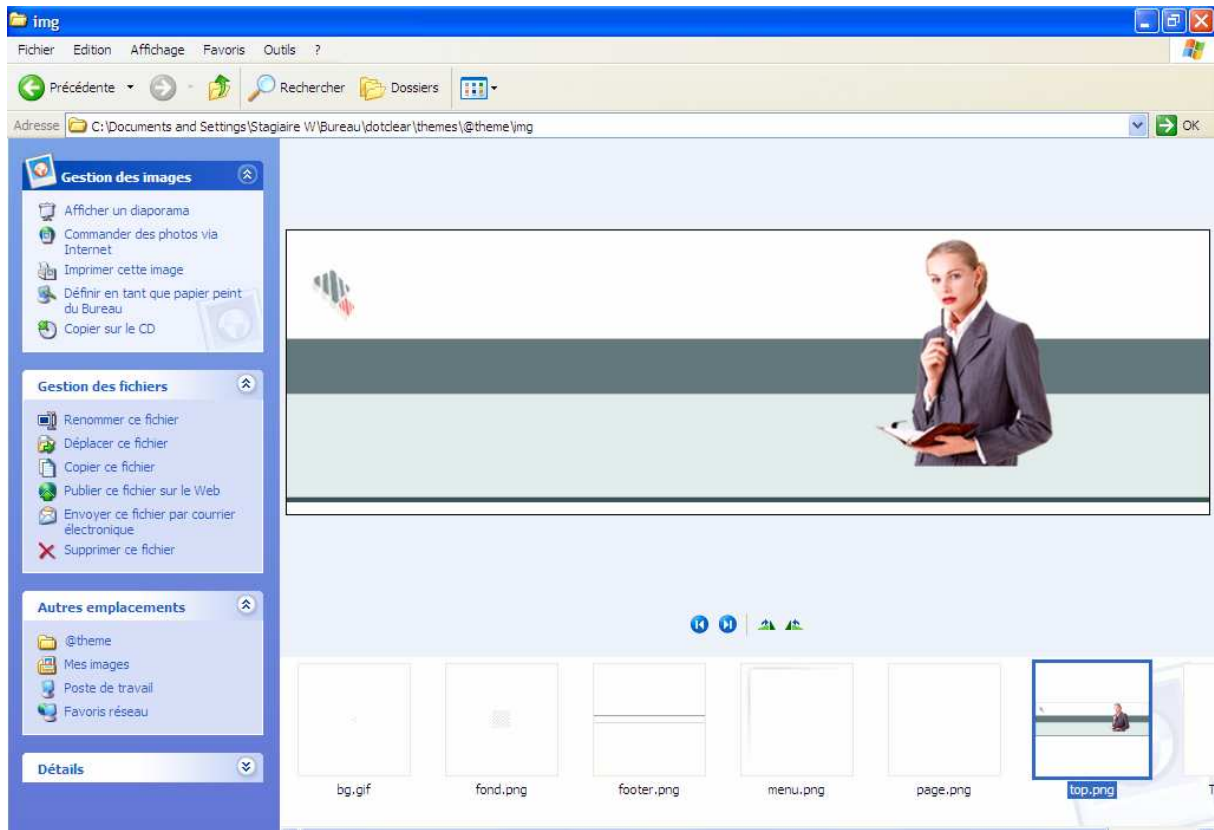 img
Fichier Edition Affichage Favoris Outils ?
Précédente Rechercher Dossiers
Adresse C:\Documents and Settings\Stagiaire W\Bureau\dotclear\themes\@theme\img OK
Gestion des images
Afficher un diaporama
Commander des photos via
Internet
Imprimer cette image
Définir en tant que papier peint
du Bureau
Copier sur le CD
Gestion des fichiers
Renommer ce fichier
Déplacer ce fichier
Copier ce fichier
Publier ce fichier sur le Web
Envoyer ce fichier par courrier
électronique
Supprimer ce fichier
Autres emplacements
@theme
Mes images
Poste de travail
Favoris réseau
Détails
bg.gif fond.png footer.png menu.png page.png top.png